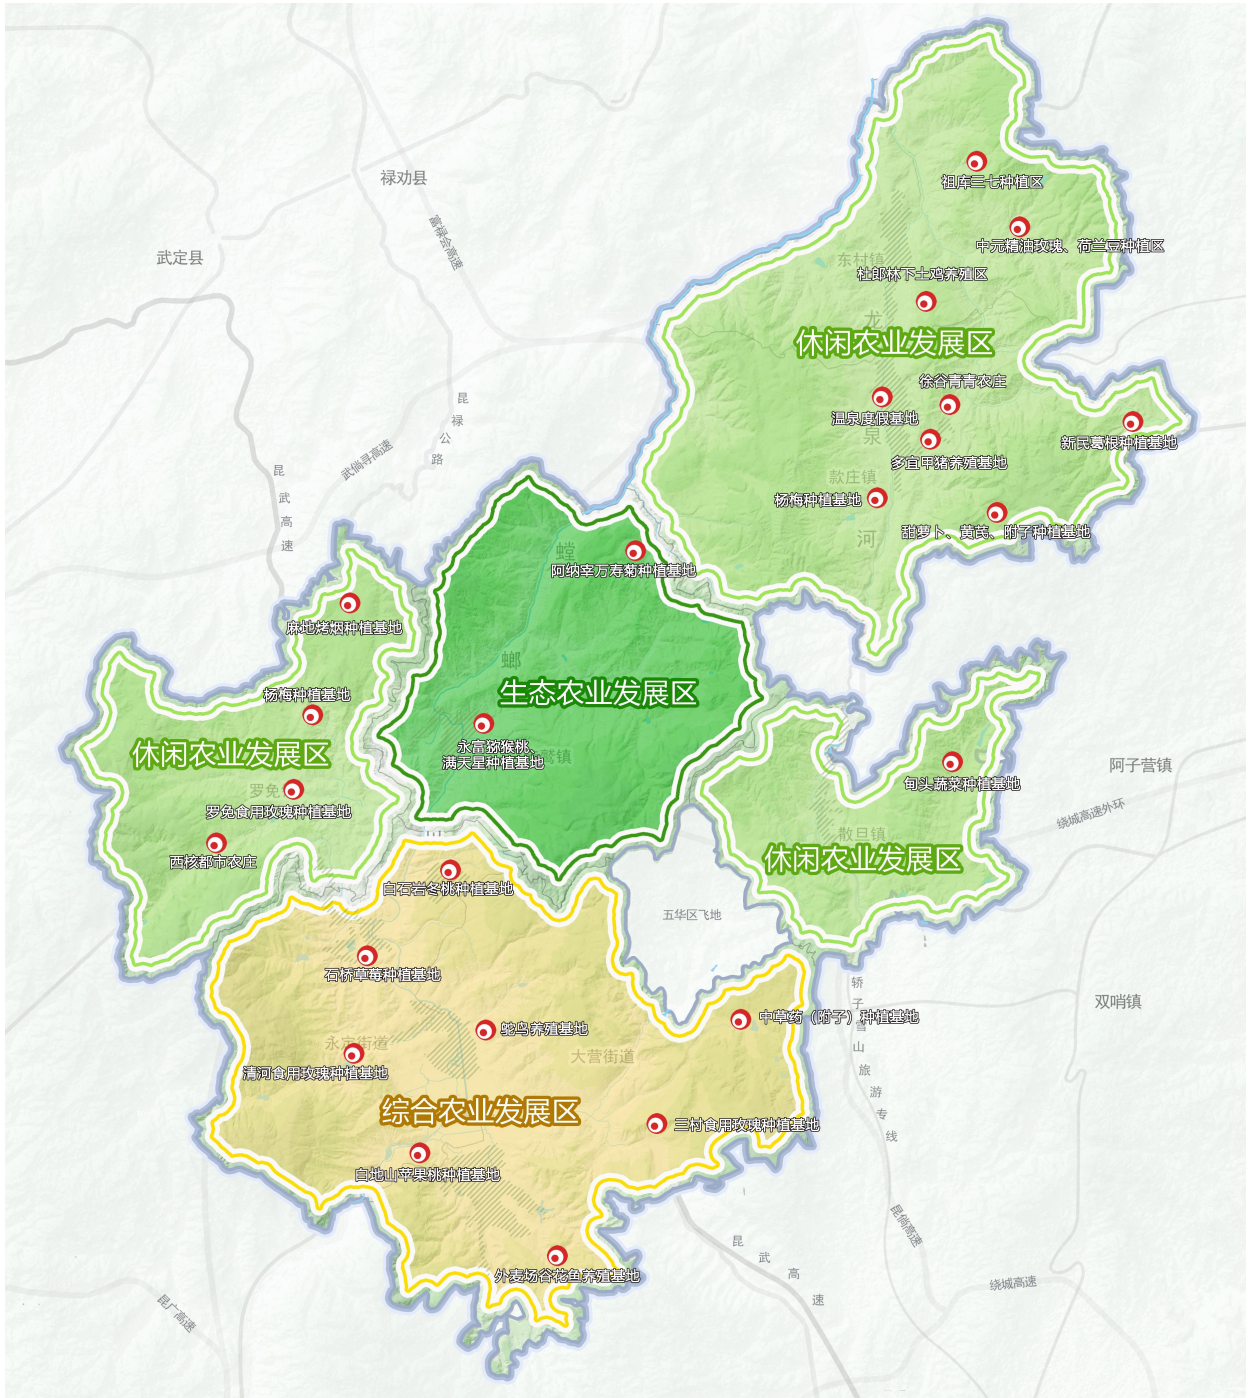 祖库三七种植区
禄劝县
富禄会高速
中元精油玫瑰、荷兰豆种植区
武定县
东村镇
杜郎林下土鸡养殖区
龙
休闲农业发展区
徐谷青青农庄
昆
禄
公
路
温泉度假基地
泉
新民葛根种植基地
武倘寻高速
多宜甲猪养殖基地
昆
武
高
速
款庄镇
杨梅种植基地
甜萝卜、黄芪、附子种植基地
河
螳
阿纳宰万寿菊种植基地
麻地烤烟种植基地
螂
生态农业发展区
杨梅种植基地
休闲农业发展区
永富猕猴桃、
满天星种植基地
鹫镇
阿子营镇
旬头蔬菜种植基地
罗免
罗免食用玫瑰种植基地
绕城高速外环
散旦镇
西核都市农庄
休闲农业发展区
白石岩冬桃种植基地
五华区飞地
石桥草莓种植基地
轿
子
雪
山
旅
游
专
线
双哨镇
中草药（附子）种植基地
鸵鸟养殖基地
永定街道
大营街道
清河食用玫瑰种植基地
综合农业发展区
三村食用玫瑰种植基地
白地山苹果桃种植基地
昆倘高速
昆
武
高
速
外麦场谷花鱼养殖基地
绕城高速
昆广高速